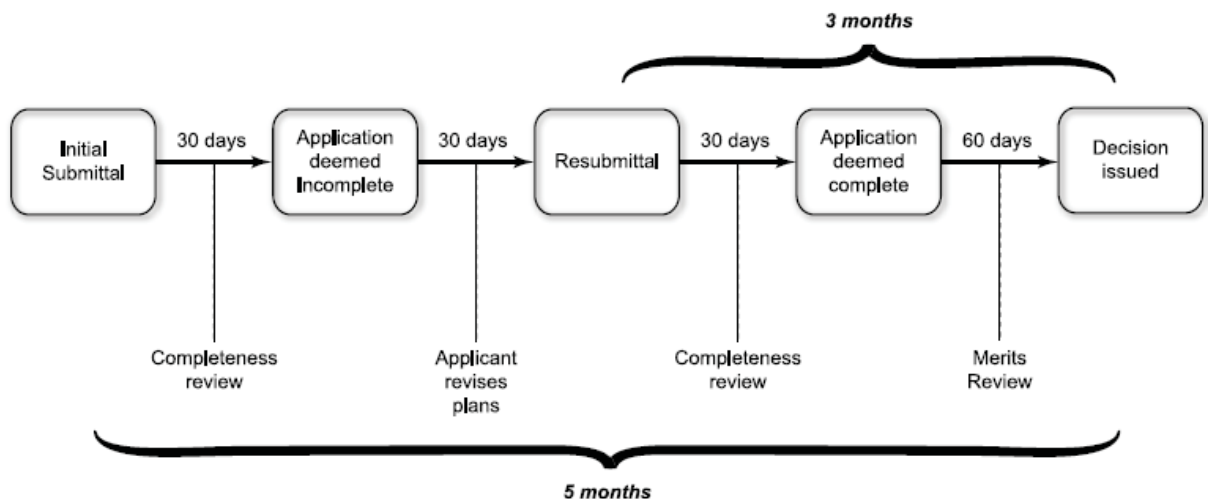 3 months
Initial
Submittal
30 days
Application
deemed
Incomplete
30 days
Resubmittal
30 days
Application
deemed
complete
60 days
Decision
issued
Completeness
review
Applicant
revises
plans
Completeness
review
Merits
Review
5 months